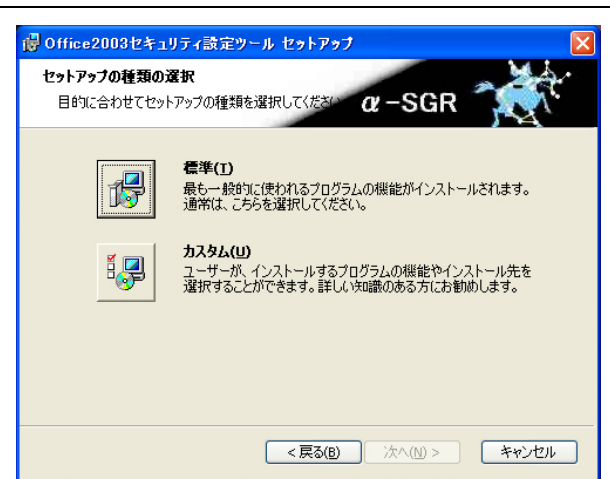 Office2003セキュリティ設定ツール セットアップ
セットアップの種類の選択
目的に合わせてセットアップの種類を選択してください
α-SGR
標準(T)
最も一般的に使われるプログラムの機能がインストールされます。
通常は、こちらを選択してください。
カスタム(U)
ユーザーが、インストールするプログラムの機能やインストール先を
選択することができます。詳しい知識のある方にお勧めします。
< 戻る(B)
次へ(N) >
キャンセル